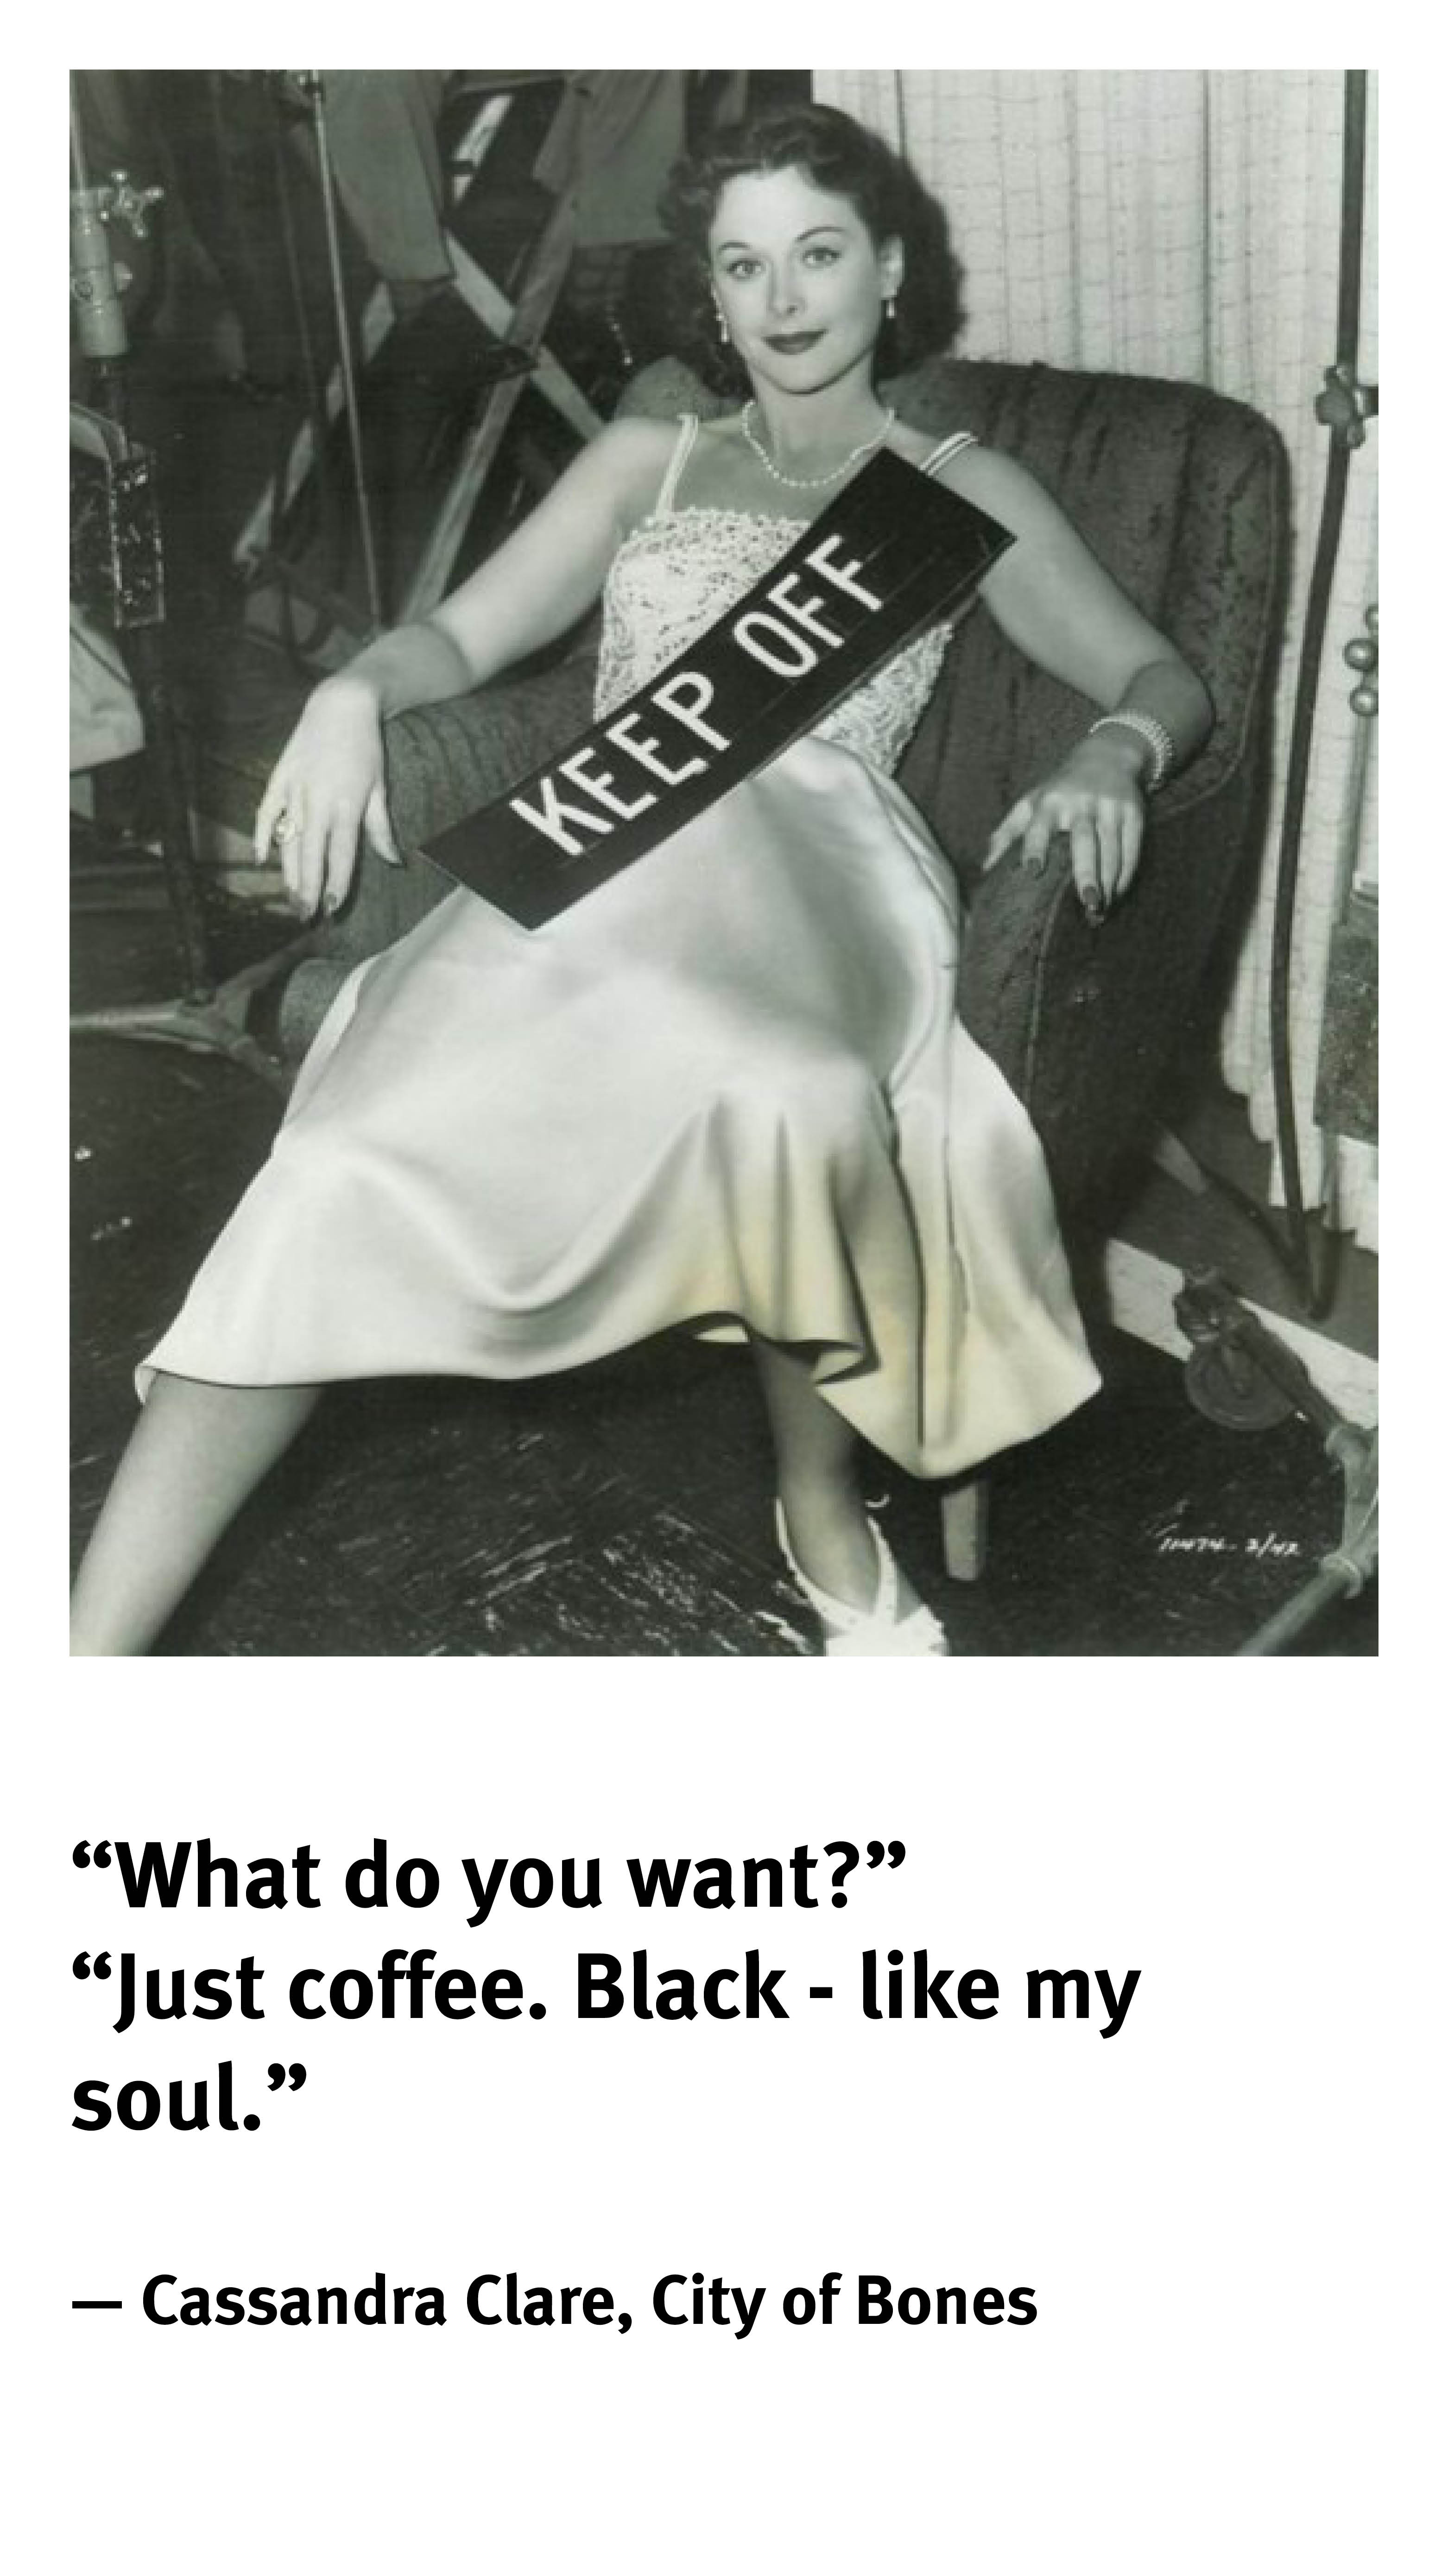 KEEP OFF
“What do you want?”
“Just coffee. Black - like my
soul.”
— Cassandra Clare, City of Bones